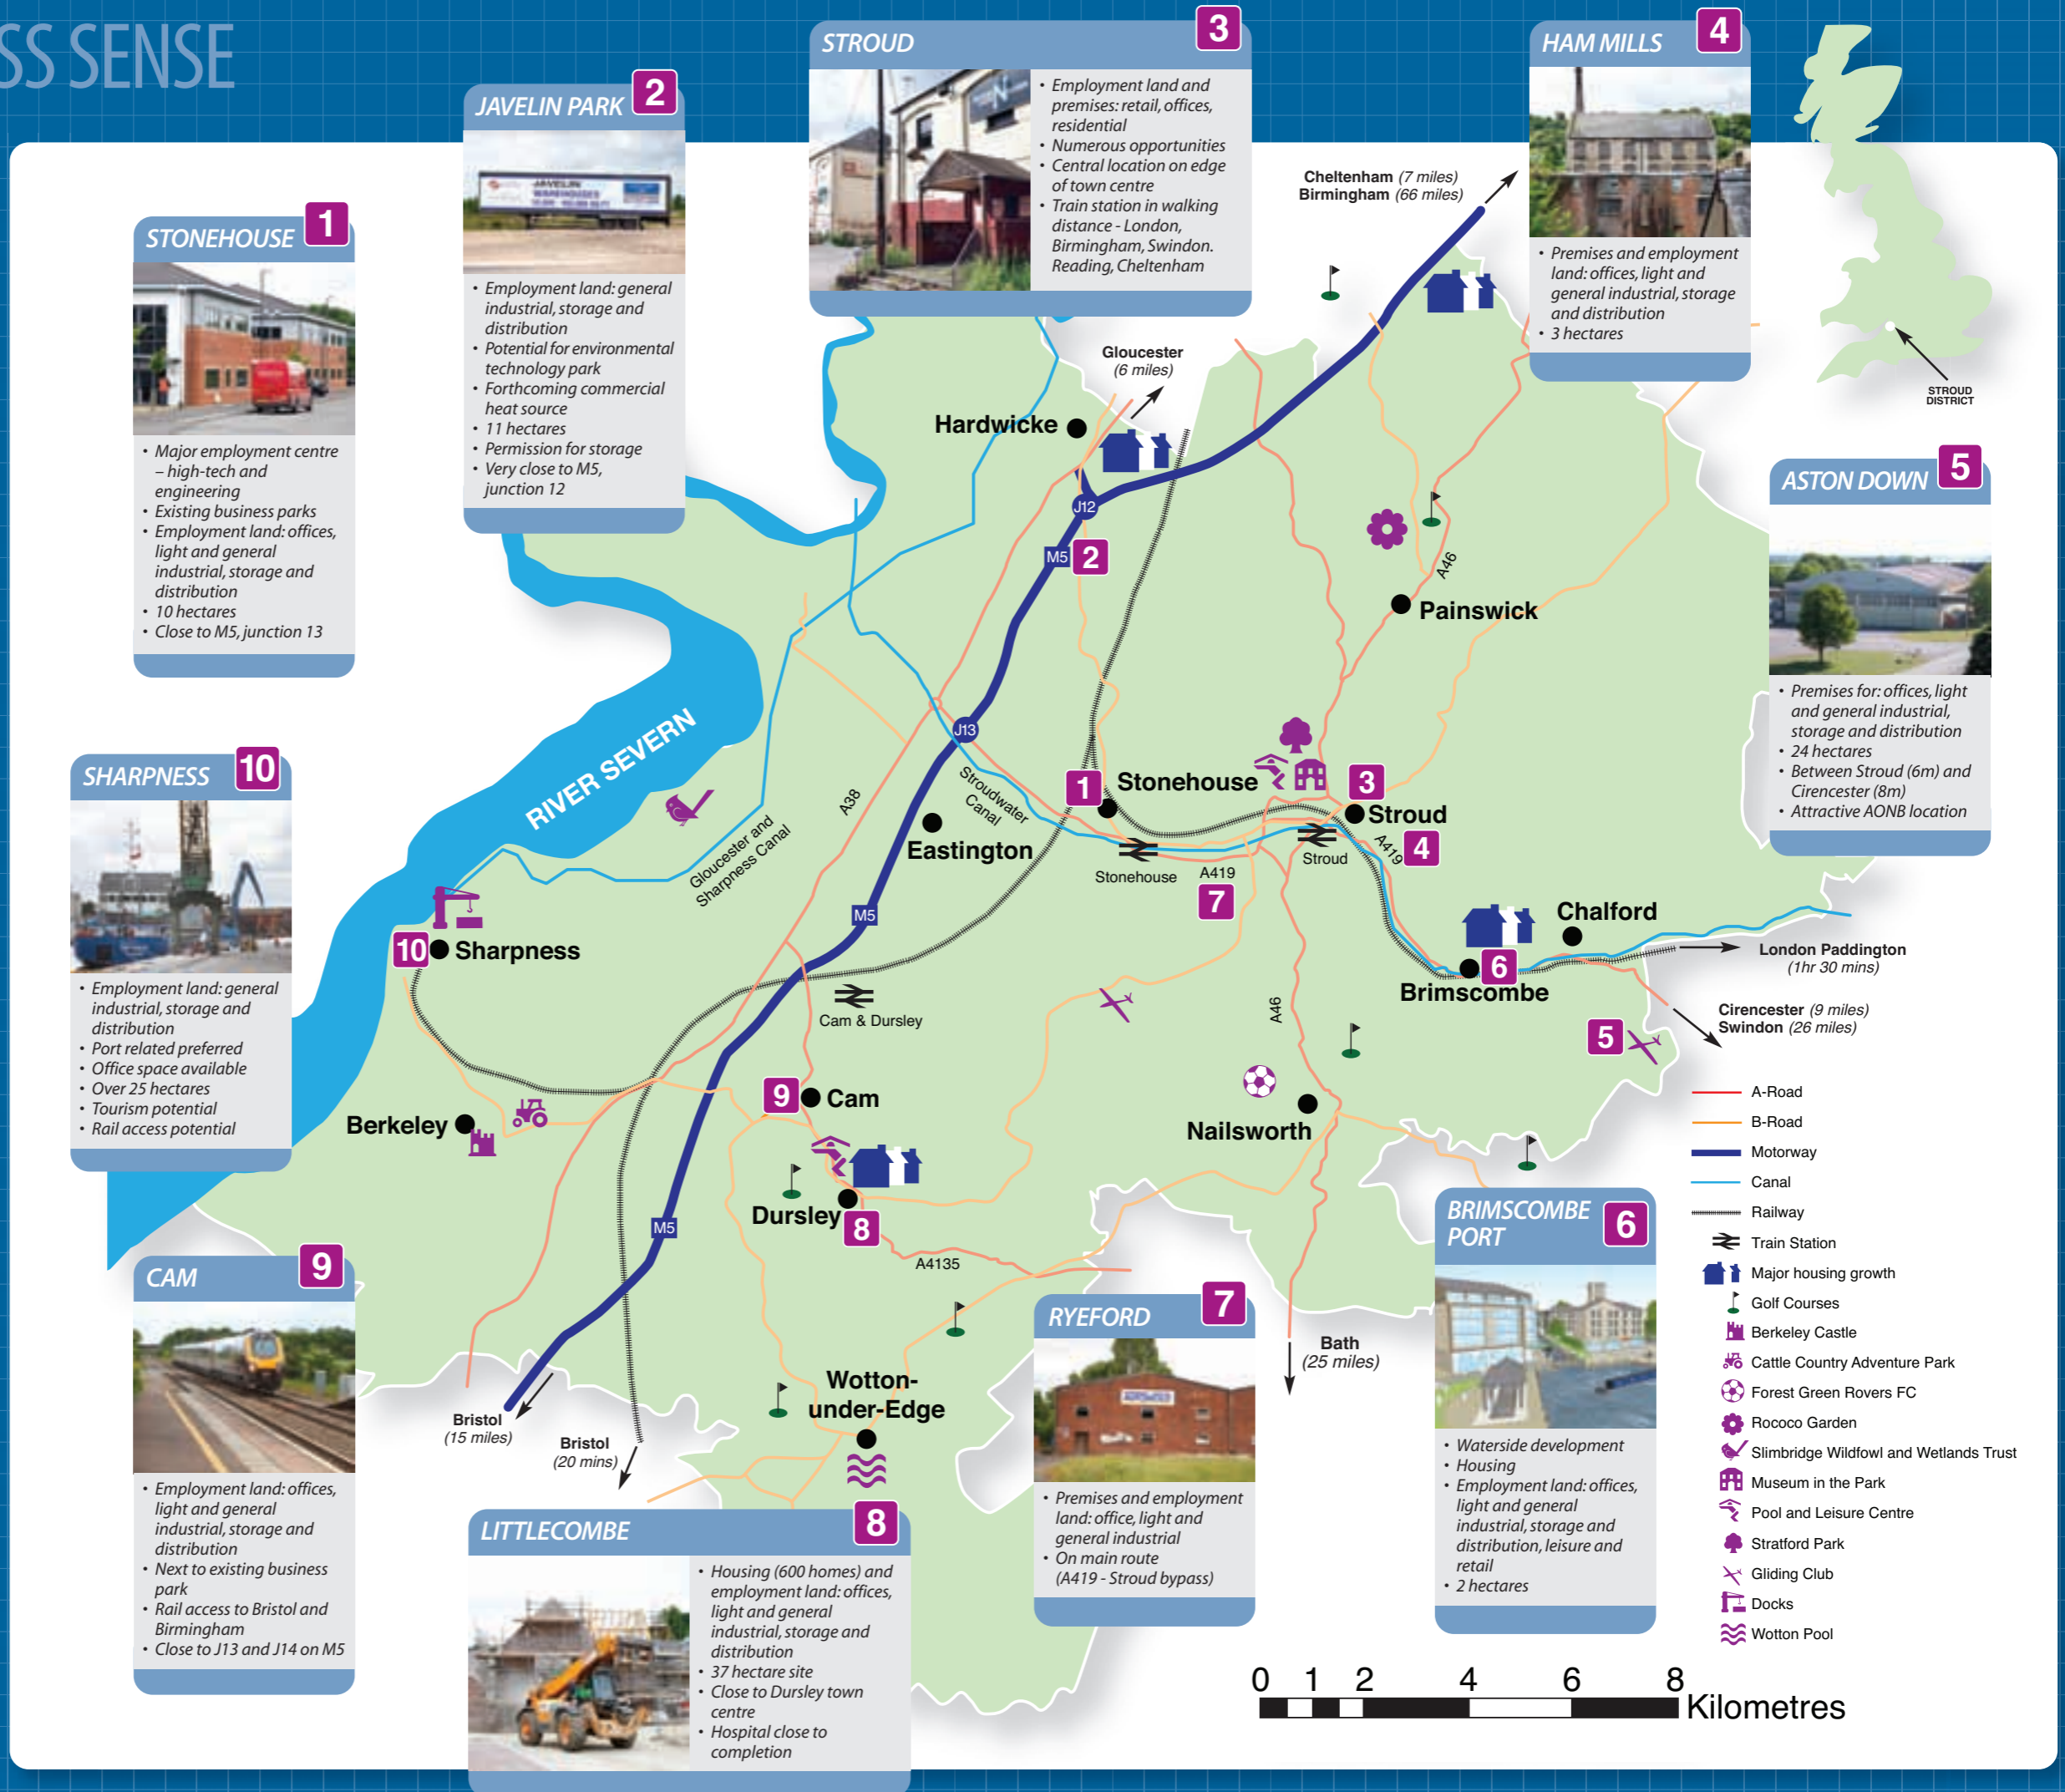 SS SENSE
STONEHOUSE 1
• Major employment centre
– high-tech and
engineering
• Existing business parks
• Employment land: offices,
light and general
industrial, storage and
distribution
• 10 hectares
• Close to M5, junction 13
JAVELIN PARK 2
JAVELIN
• Employment land: general
industrial, storage and
distribution
• Potential for environmental
technology park
• Forthcoming commercial
heat source
• 11 hectares
• Permission for storage
• Very close to M5,
junction 12
STROUD 3
• Employment land and
premises: retail, offices,
residential
• Numerous opportunities
• Central location on edge
of town centre
• Train station in walking
distance - London,
Birmingham, Swindon.
Reading, Cheltenham
HAM MILLS 4
• Premises and employment
land: offices, light and
general industrial, storage
and distribution
• 3 hectares
STROUD
DISTRICT
ASTON DOWN 5
• Premises for: offices, light
and general industrial,
storage and distribution
• 24 hectares
• Between Stroud (6m) and
Cirencester (8m)
• Attractive AONB location
SHARPNESS 10
• Employment land: general
industrial, storage and
distribution
• Port related preferred
• Office space available
• Over 25 hectares
• Tourism potential
• Rail access potential
CAM 9
• Employment land: offices,
light and general
industrial, storage and
distribution
• Next to existing business
park
• Rail access to Bristol and
Birmingham
• Close to J13 and J14 on M5
LITTLECOMBE 8
• Housing (600 homes) and
employment land: offices,
light and general
industrial, storage and
distribution
• 37 hectare site
• Close to Dursley town
centre
• Hospital close to
completion
RYEFORD 7
• Premises and employment
land: office, light and
general industrial
• On main route
(A419 - Stroud bypass)
BRIMSCOMBE
PORT 6
• Waterside development
• Housing
• Employment land: offices,
light and general
industrial, storage and
distribution, leisure and
retail
• 2 hectares
Cheltenham (7 miles)
Birmingham (66 miles)
Gloucester
(6 miles)
Hardwicke
J12
M5 2
A46
Painswick
RIVER SEVERN
J13
Stroudwater
Canal
1 Stonehouse
3
Stroud
A38
Eastington
Gloucester and
Sharpness Canal
Stonehouse
A419
7
Stroud
A419
4
M5
10 Sharpness
Chalford
6
Brimscombe
London Paddington
(1hr 30 mins)
Cirencester (9 miles)
Swindon (26 miles)
5
Cam & Dursley
A46
9 Cam
Berkeley
Nailsworth
Dursley
8
M5
A4135
Bath
(25 miles)
Wotton-
under-Edge
Bristol
(15 miles)
Bristol
(20 mins)
A-Road
B-Road
Motorway
Canal
Railway
Train Station
Major housing growth
Golf Courses
Berkeley Castle
Cattle Country Adventure Park
Forest Green Rovers FC
Rococo Garden
Slimbridge Wildfowl and Wetlands Trust
Museum in the Park
Pool and Leisure Centre
Stratford Park
Gliding Club
Docks
Wotton Pool
0 1 2 4 6 8
Kilometres